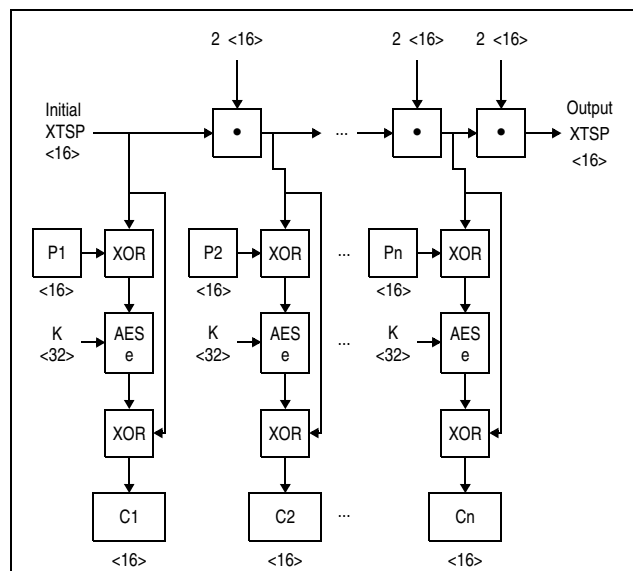 2 <16> 2 <16> 2 <16>
Initial
XTSP
<16>
• ... • •
Output
XTSP
<16>
P1 XOR P2 XOR ... Pn XOR
<16> <16> <16>
K
<32>
AES
e
K
<32>
AES
e
...
K
<32>
AES
e
XOR XOR XOR
C1 C2 ... Cn
<16> <16> <16>